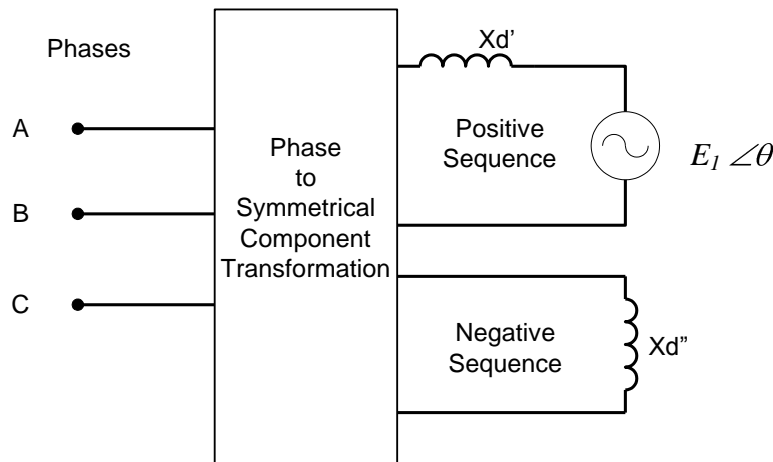 Phases
A
B
C
Phase
to
Symmetrical
Component
Transformation
Xd’
Positive
Sequence
E₁ ∠θ
Negative
Sequence
Xd”